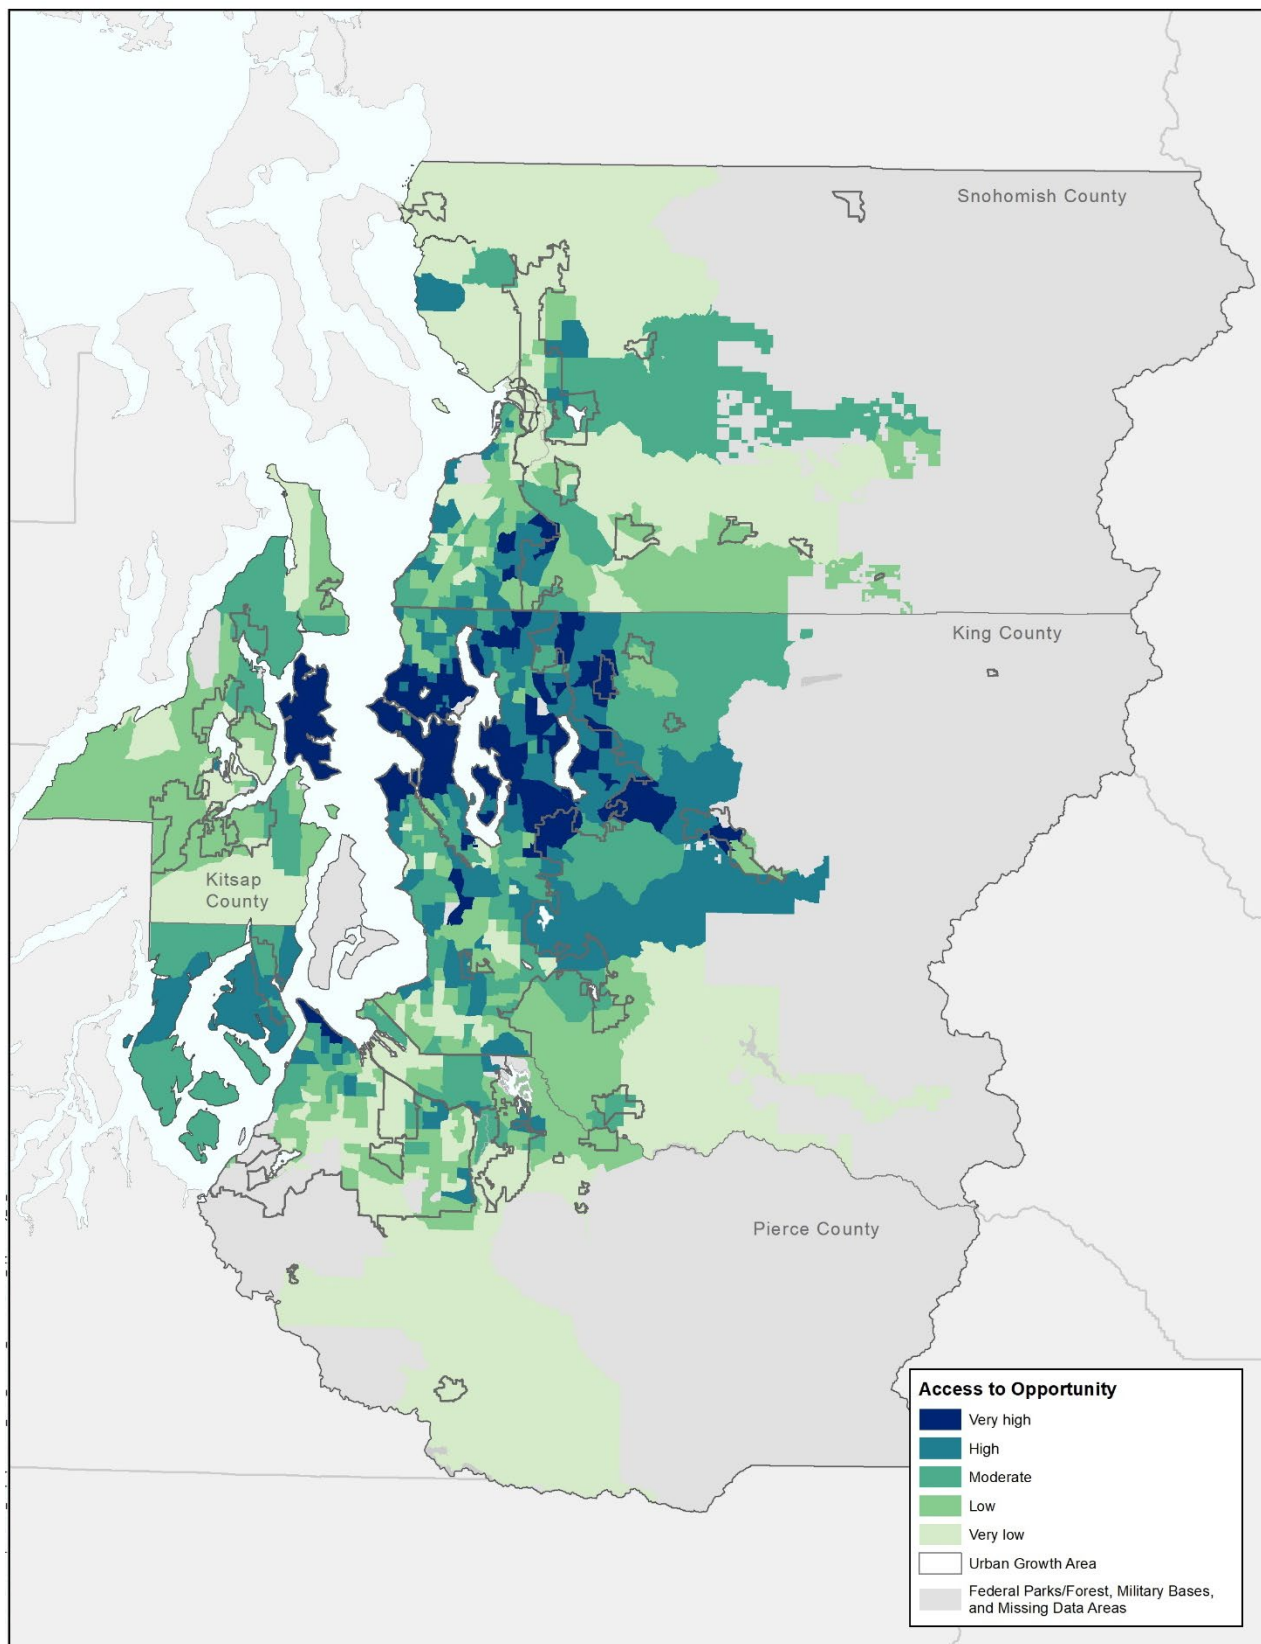 Snohomish County
King County
Kitsap
County
Pierce County
Access to Opportunity
Very high
High
Moderate
Low
Very low
Urban Growth Area
Federal Parks/Forest, Military Bases,
and Missing Data Areas